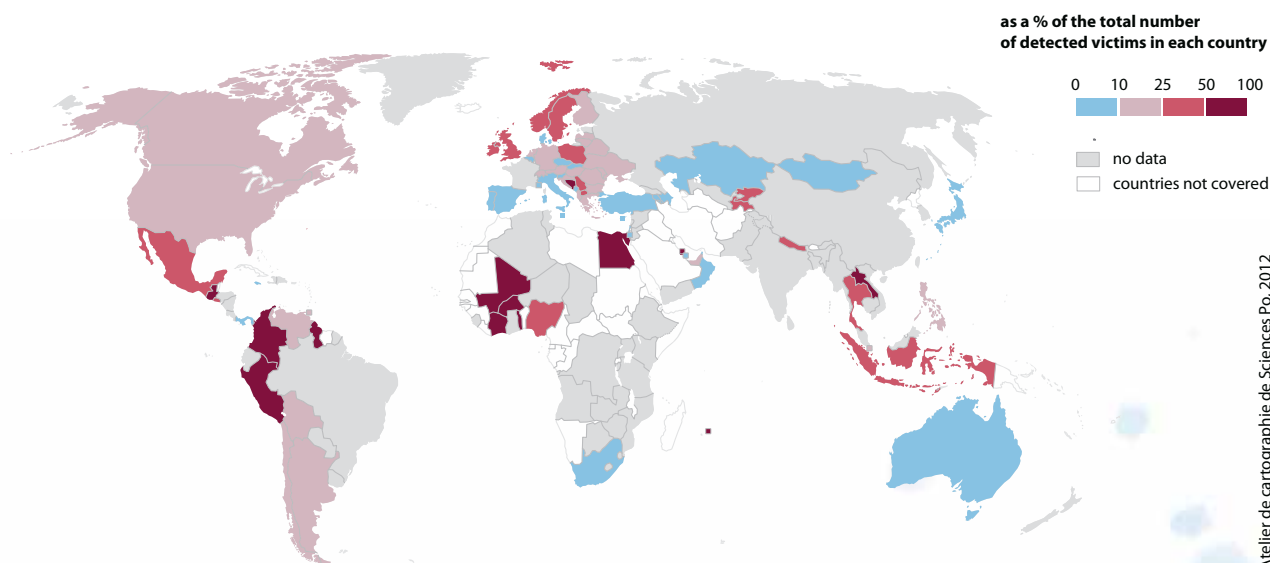 as a % of the total number
of detected victims in each country
0 10 25 50 100
no data
countries not covered
Atelier de cartographie de Sciences Po, 2012